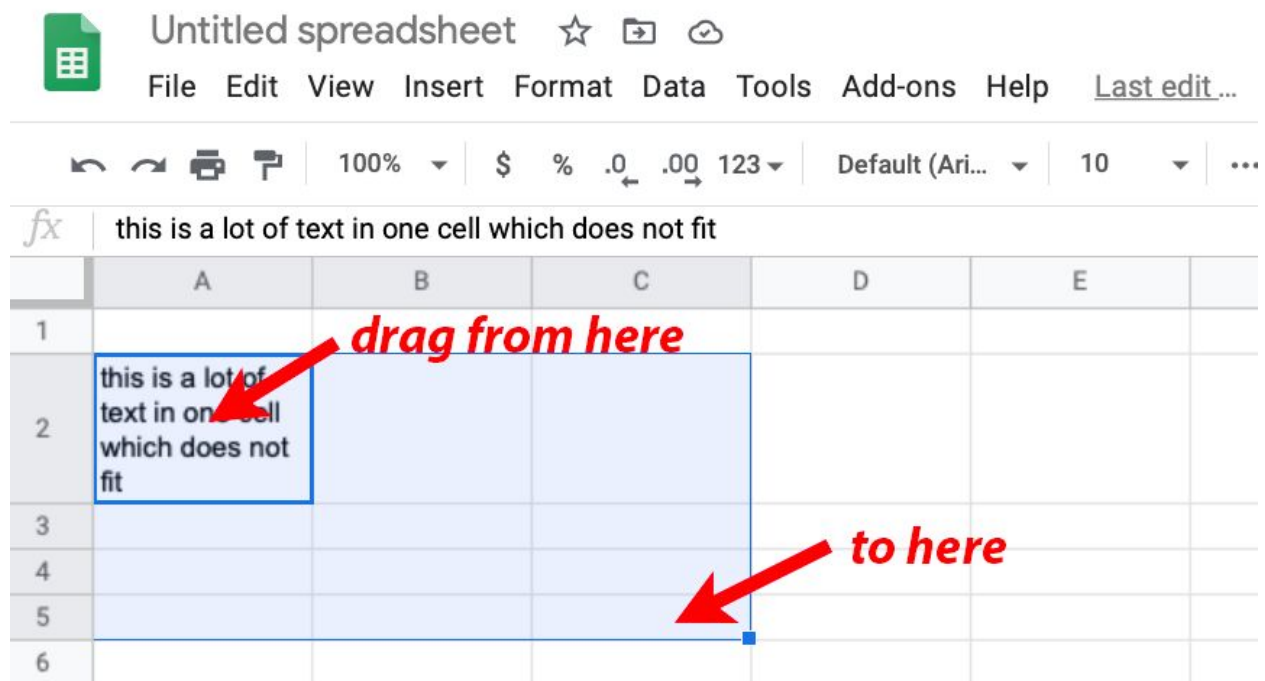 Untitled spreadsheet
File Edit View Insert Format Data Tools Add-ons Help Last edit ...
100% $ % .0 .00 123 Default (Ari... 10 ...
fx this is a lot of text in one cell which does not fit
A B C D E
1
drag from here
2
this is a lot of
text in one cell
which does not
fit
3
to here
4
5
6